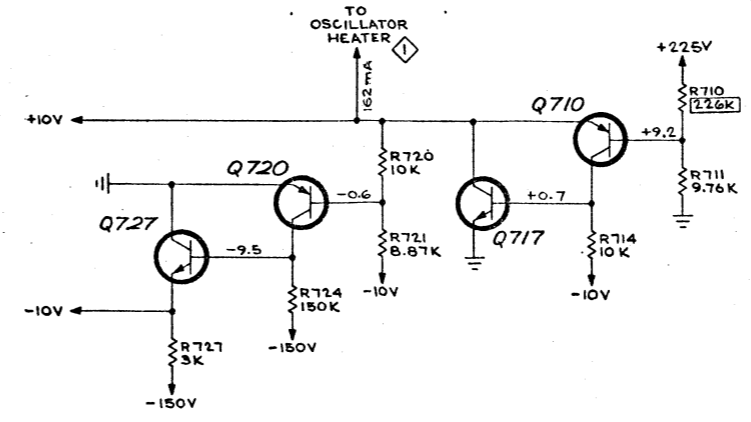 TO
OSCILLATOR
HEATER
1
162mA
+225V
+10V
Q710
R710
226K
+9.2
R720
10K
R711
9.76K
Q720
-0.6
+0.7
Q727
Q717
R721
8.87K
R714
10K
-9.5
-10V
-10V
R724
150K
-10V
-150V
R727
3K
-150V